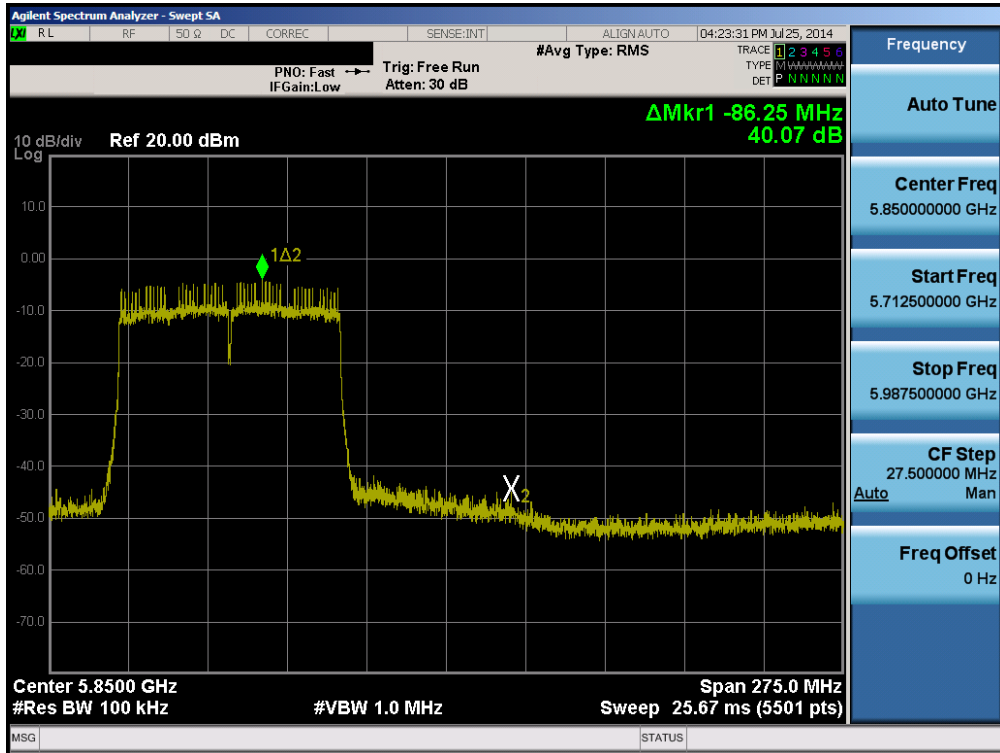 Agilent Spectrum Analyzer - Swept SA
LXI RL RF 50 Ω DC CORREC SENSE:INT ALIGN AUTO 04:23:31 PM Jul 25, 2014
#Avg Type: RMS TRACE 1 2 3 4 5 6
PNO: Fast Trig: Free Run TYPE M WWWWW
IFGain:Low Atten: 30 dB DET P N N N N N
ΔMkr1 -86.25 MHz
40.07 dB
10 dB/div Ref 20.00 dBm
Log
10.0
0.00
-10.0
-20.0
-30.0
-40.0
-50.0
-60.0
-70.0
1Δ2
X2
Center 5.8500 GHz Span 275.0 MHz
#Res BW 100 kHz #VBW 1.0 MHz Sweep 25.67 ms (5501 pts)
MSG STATUS
Frequency
Auto Tune
Center Freq
5.850000000 GHz
Start Freq
5.712500000 GHz
Stop Freq
5.987500000 GHz
CF Step
27.500000 MHz
Auto Man
Freq Offset
0 Hz